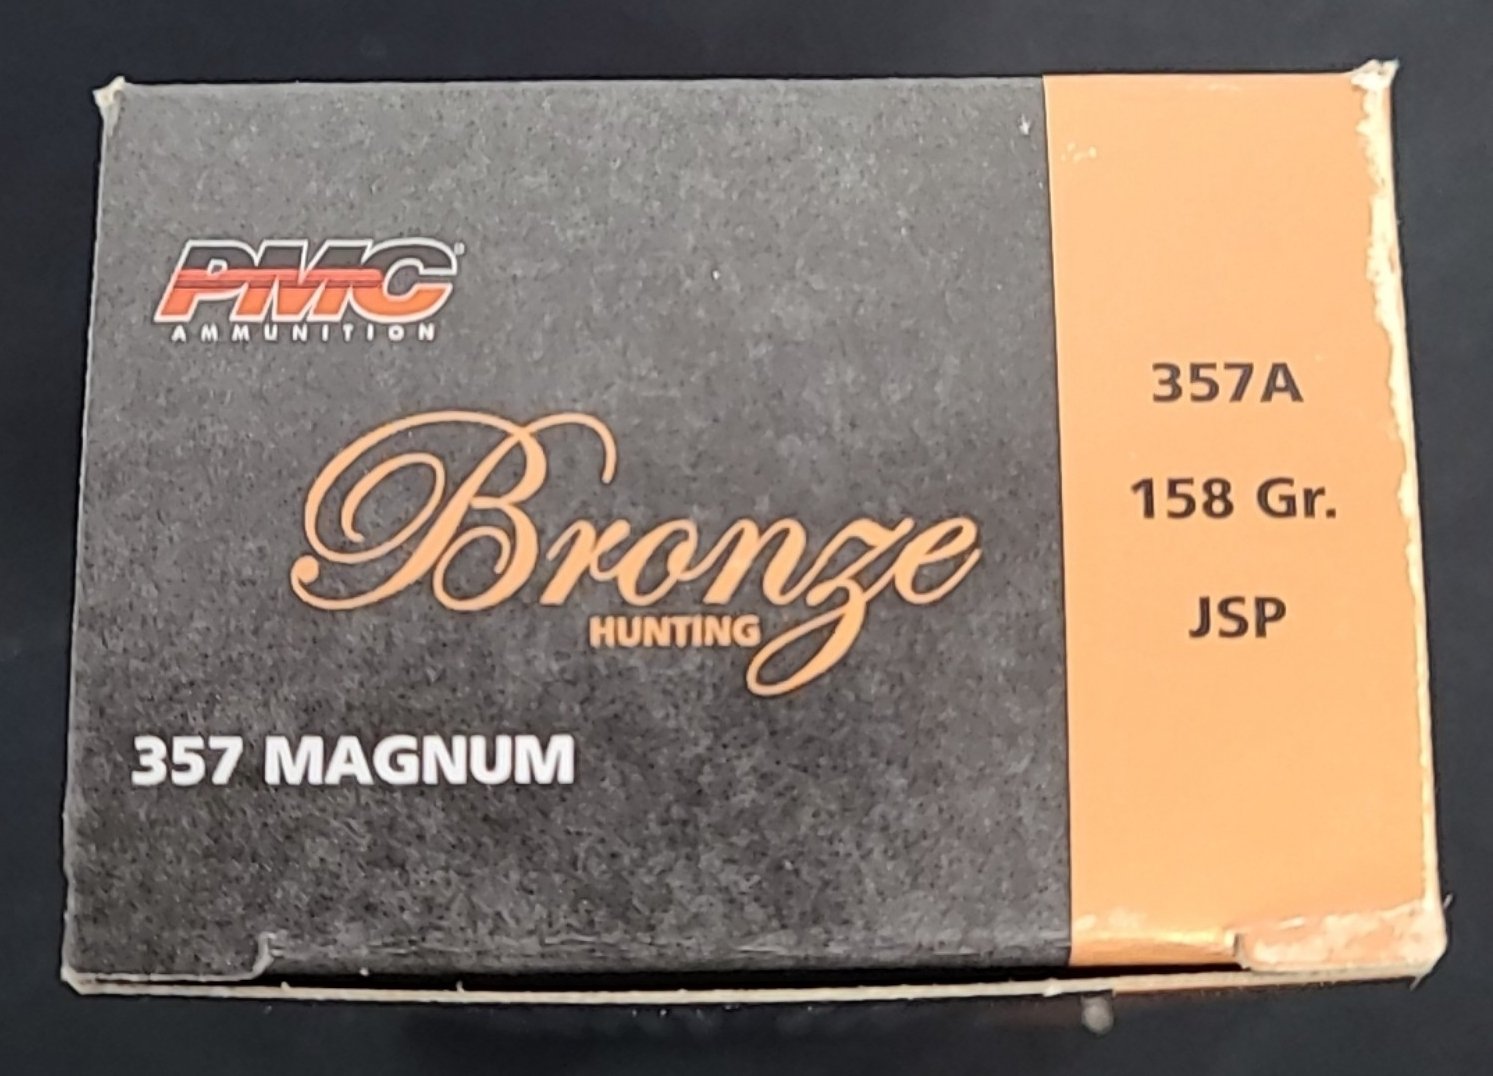 PMC
AMMUNITION
Bronze
HUNTING
357 MAGNUM
357A
158 Gr.
JSP